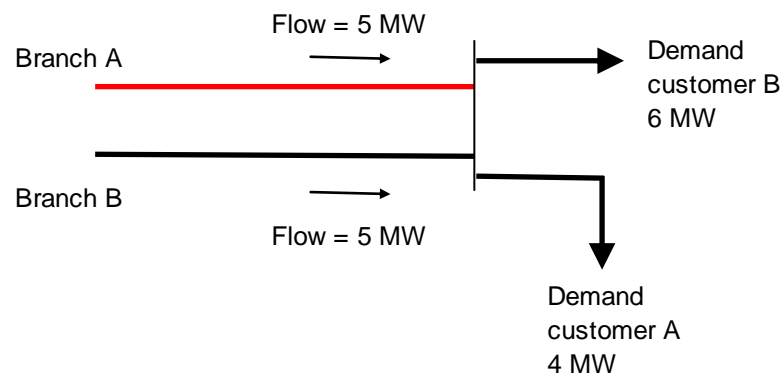 Flow = 5 MW
Branch A
Demand
customer B
6 MW
Branch B
Flow = 5 MW
Demand
customer A
4 MW